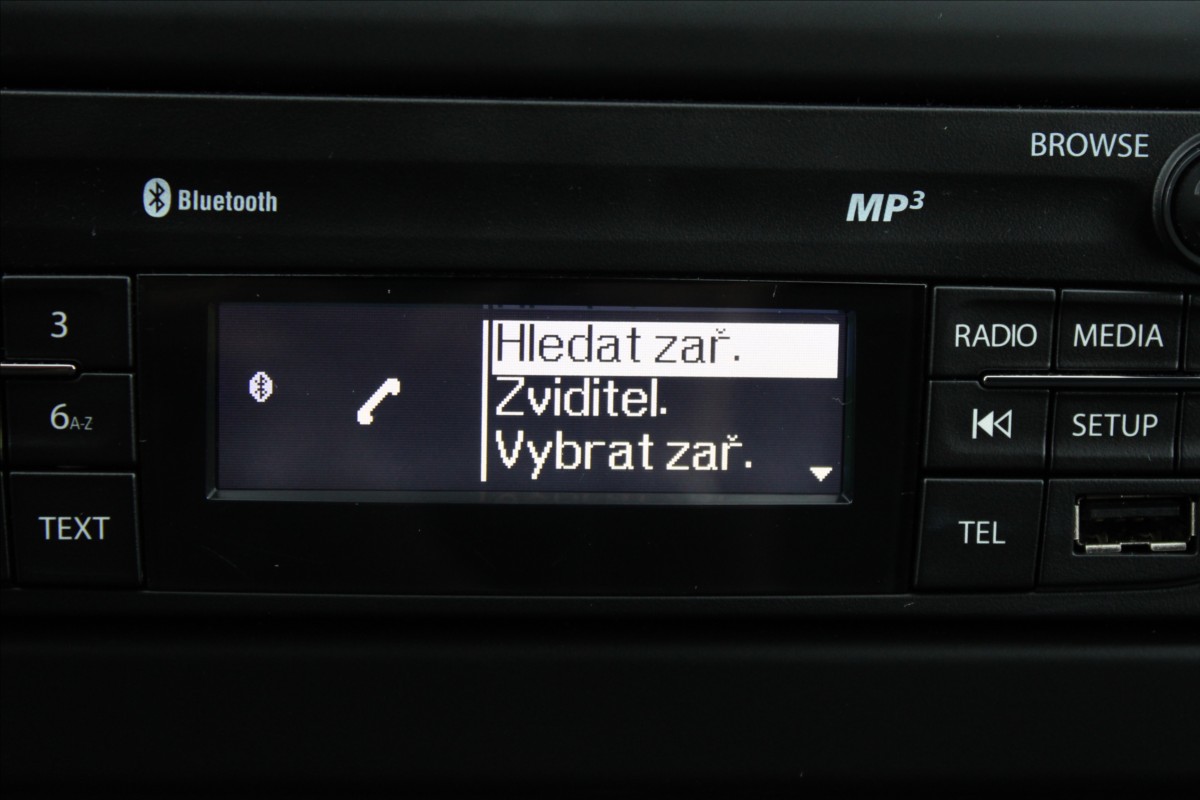 BROWSE
Bluetooth
MP3
3
6A-Z
TEXT
Hledat zař.
Zviditel.
Vybrat zař.
RADIO
MEDIA
SETUP
TEL